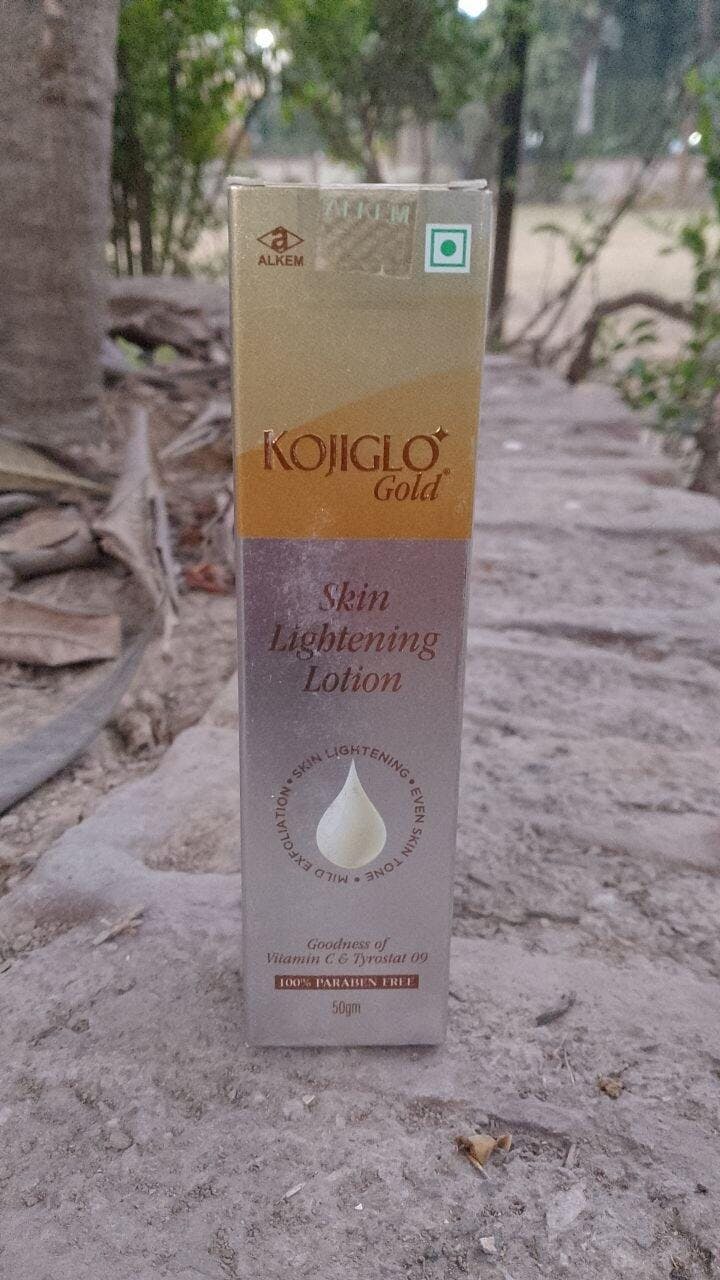 ALKEM
ALKEM
KOJIGLO
Gold®
Skin
Lightening
Lotion
• SKIN LIGHTENING • EVEN SKIN TONE • MILD EXFOLIATION
Goodness of
Vitamin C & Tyrostat 09
100% PARABEN FREE
50gm